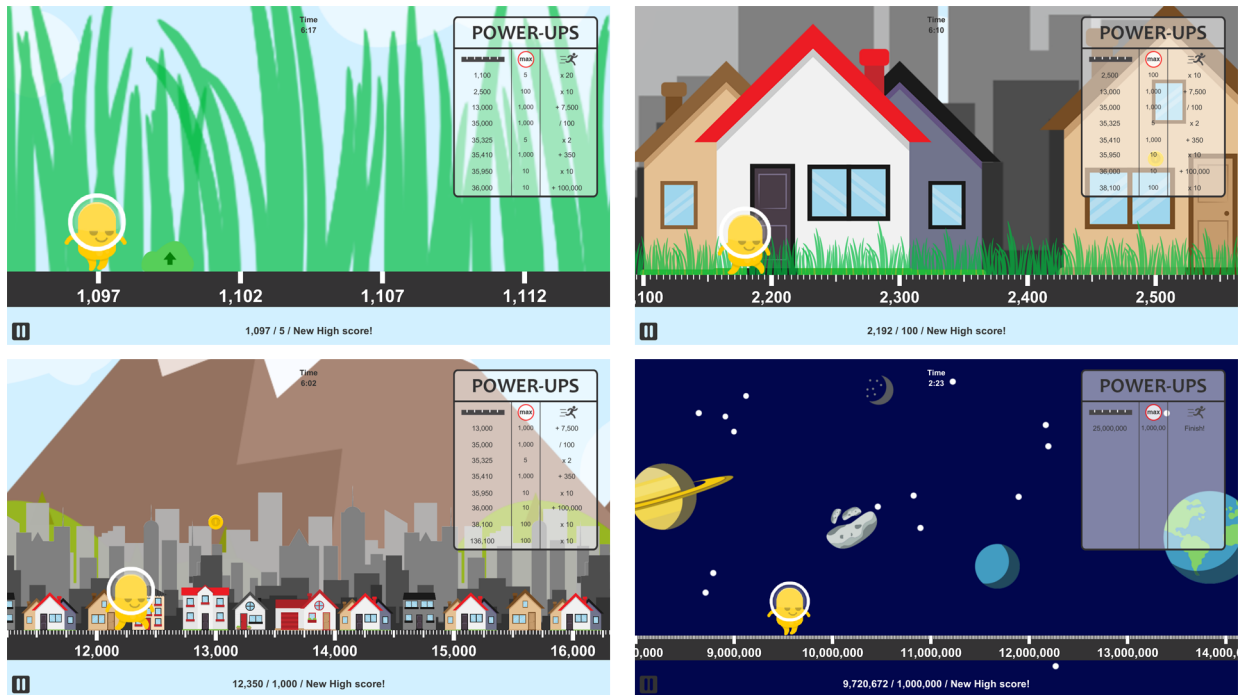 Time
6:17
POWER-UPS
max
1,100 5 x 20
2,500 100 x 10
13,000 1,000 + 7,500
35,000 1,000 / 100
35,325 5 x 2
35,410 1,000 + 350
35,950 10 x 10
36,000 10 + 100,000
1,097 1,102 1,107 1,112
1,097 / 5 / New High score!
Time
6:10
POWER-UPS
max
2,500 100 x 10
13,000 1,000 + 7,500
35,000 1,000 / 100
35,325 5 x 2
35,410 1,000 + 350
35,950 10 x 10
36,000 10 + 100,000
38,100 100 x 10
,100 2,200 2,300 2,400 2,500
2,192 / 100 / New High score!
Time
6:02
POWER-UPS
max
13,000 1,000 + 7,500
35,000 1,000 / 100
35,325 5 x 2
35,410 1,000 + 350
35,950 10 x 10
36,000 10 + 100,000
38,100 100 x 10
136,100 100 x 10
12,000 13,000 14,000 15,000 16,000
12,350 / 1,000 / New High score!
Time
2:23
POWER-UPS
max
25,000,000 1,000,00 Finish!
0,000 9,000,000 10,000,000 11,000,000 12,000,000 13,000,000 14,000,
9,720,672 / 1,000,000 / New High score!